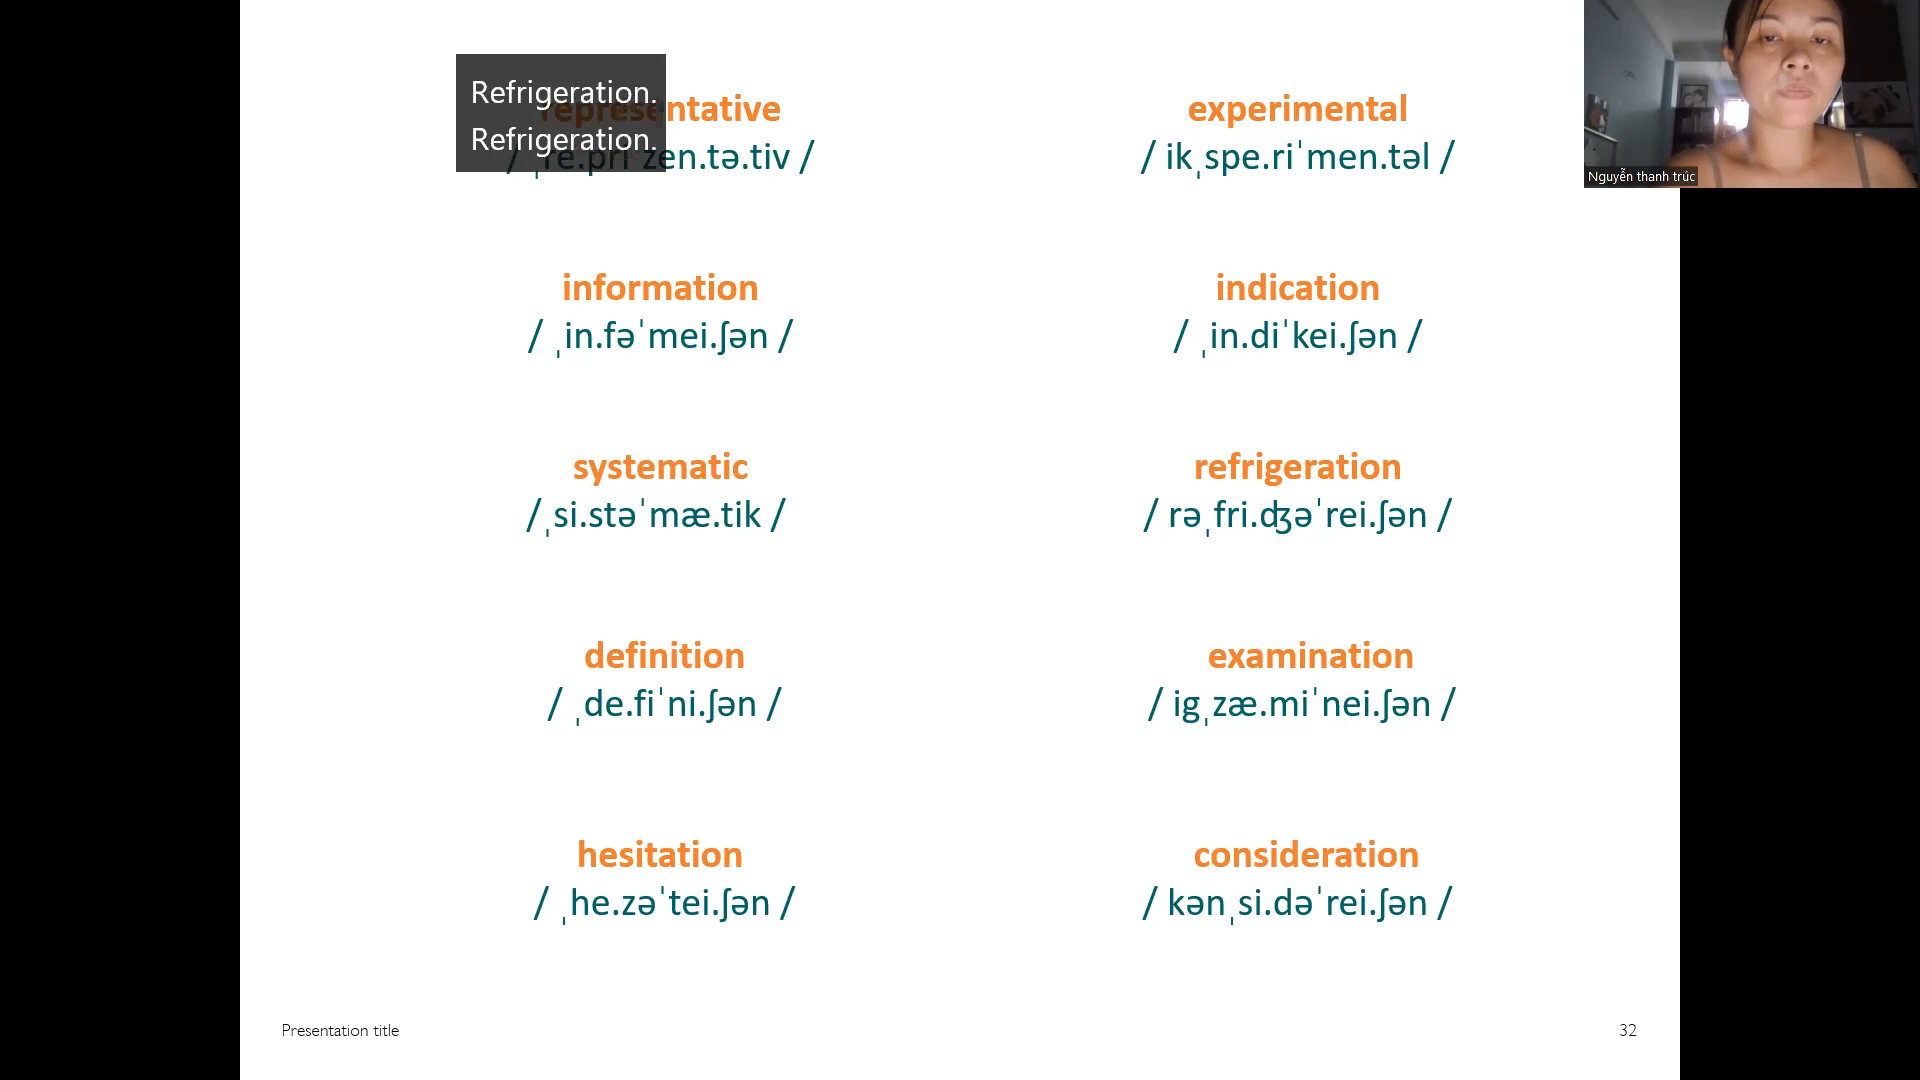 Refrigeration.
Refrigeration.
representative
/ ˌre.priˈzen.tə.tiv /
experimental
/ ikˌspe.riˈmen.təl /
information
/ ˌin.fəˈmei.ʃən /
indication
/ ˌin.diˈkei.ʃən /
systematic
/ˌsi.stəˈmæ.tik /
refrigeration
/ rəˌfri.ʤəˈrei.ʃən /
definition
/ ˌde.fiˈni.ʃən /
examination
/ igˌzæ.miˈnei.ʃən /
hesitation
/ ˌhe.zəˈtei.ʃən /
consideration
/ kənˌsi.dəˈrei.ʃən /
Nguyễn thanh trúc
Presentation title
32